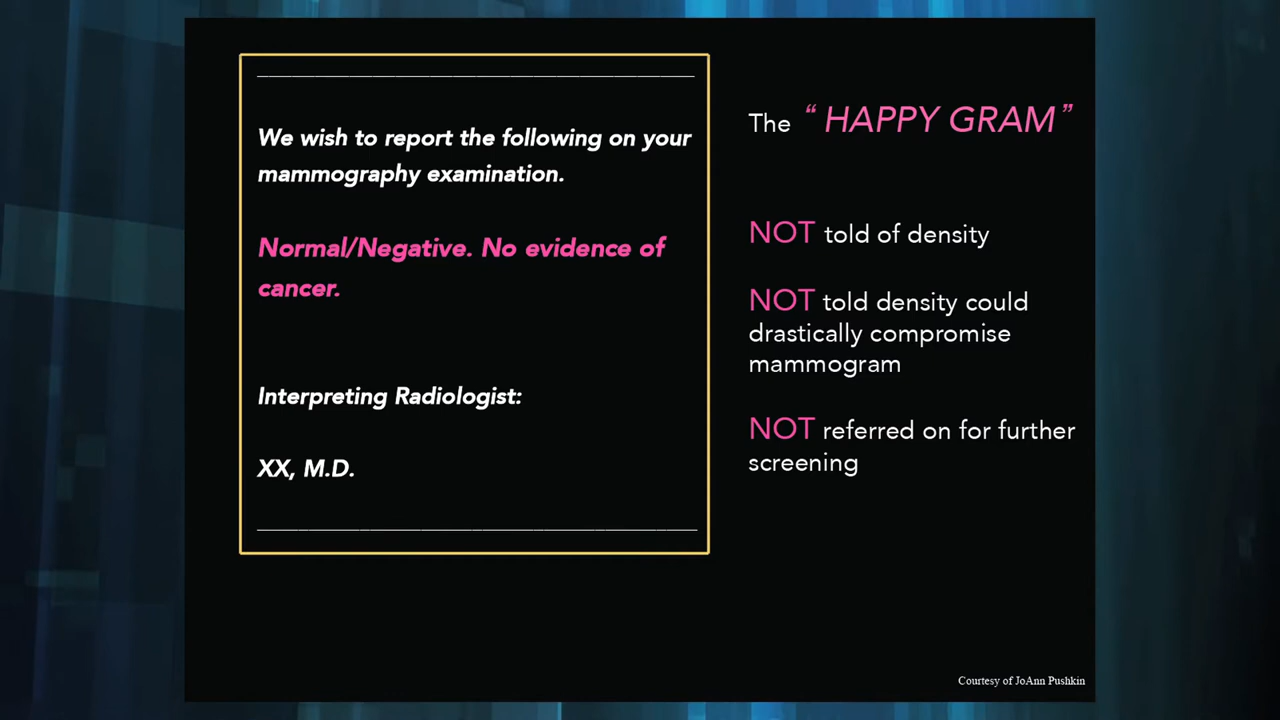 We wish to report the following on your
mammography examination.
Normal/Negative. No evidence of
cancer.
Interpreting Radiologist:
XX, M.D.
The “ HAPPY GRAM ”
NOT told of density
NOT told density could
drastically compromise
mammogram
NOT referred on for further
screening
Courtesy of JoAnn Pushkin